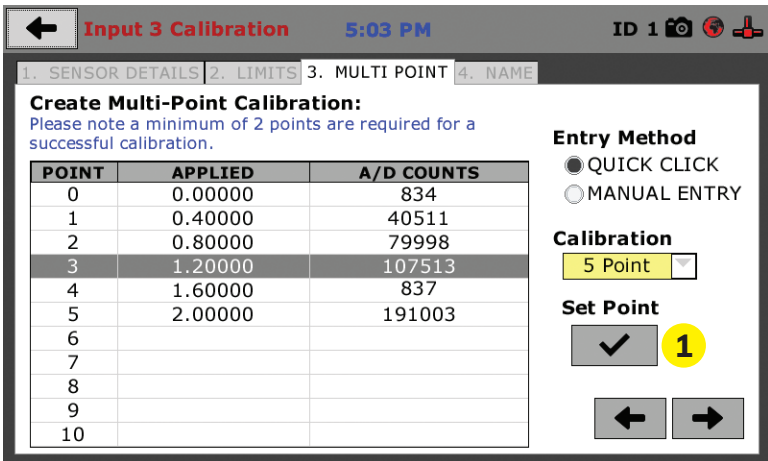 Input 3 Calibration 5:03 PM ID 1
1. SENSOR DETAILS 2. LIMITS 3. MULTI POINT 4. NAME
Create Multi-Point Calibration:
Please note a minimum of 2 points are required for a
successful calibration.
POINT APPLIED A/D COUNTS
0 0.00000 834
1 0.40000 40511
2 0.80000 79998
3 1.20000 107513
4 1.60000 837
5 2.00000 191003
6
7
8
9
10
Entry Method
QUICK CLICK
MANUAL ENTRY
Calibration
5 Point
Set Point
1